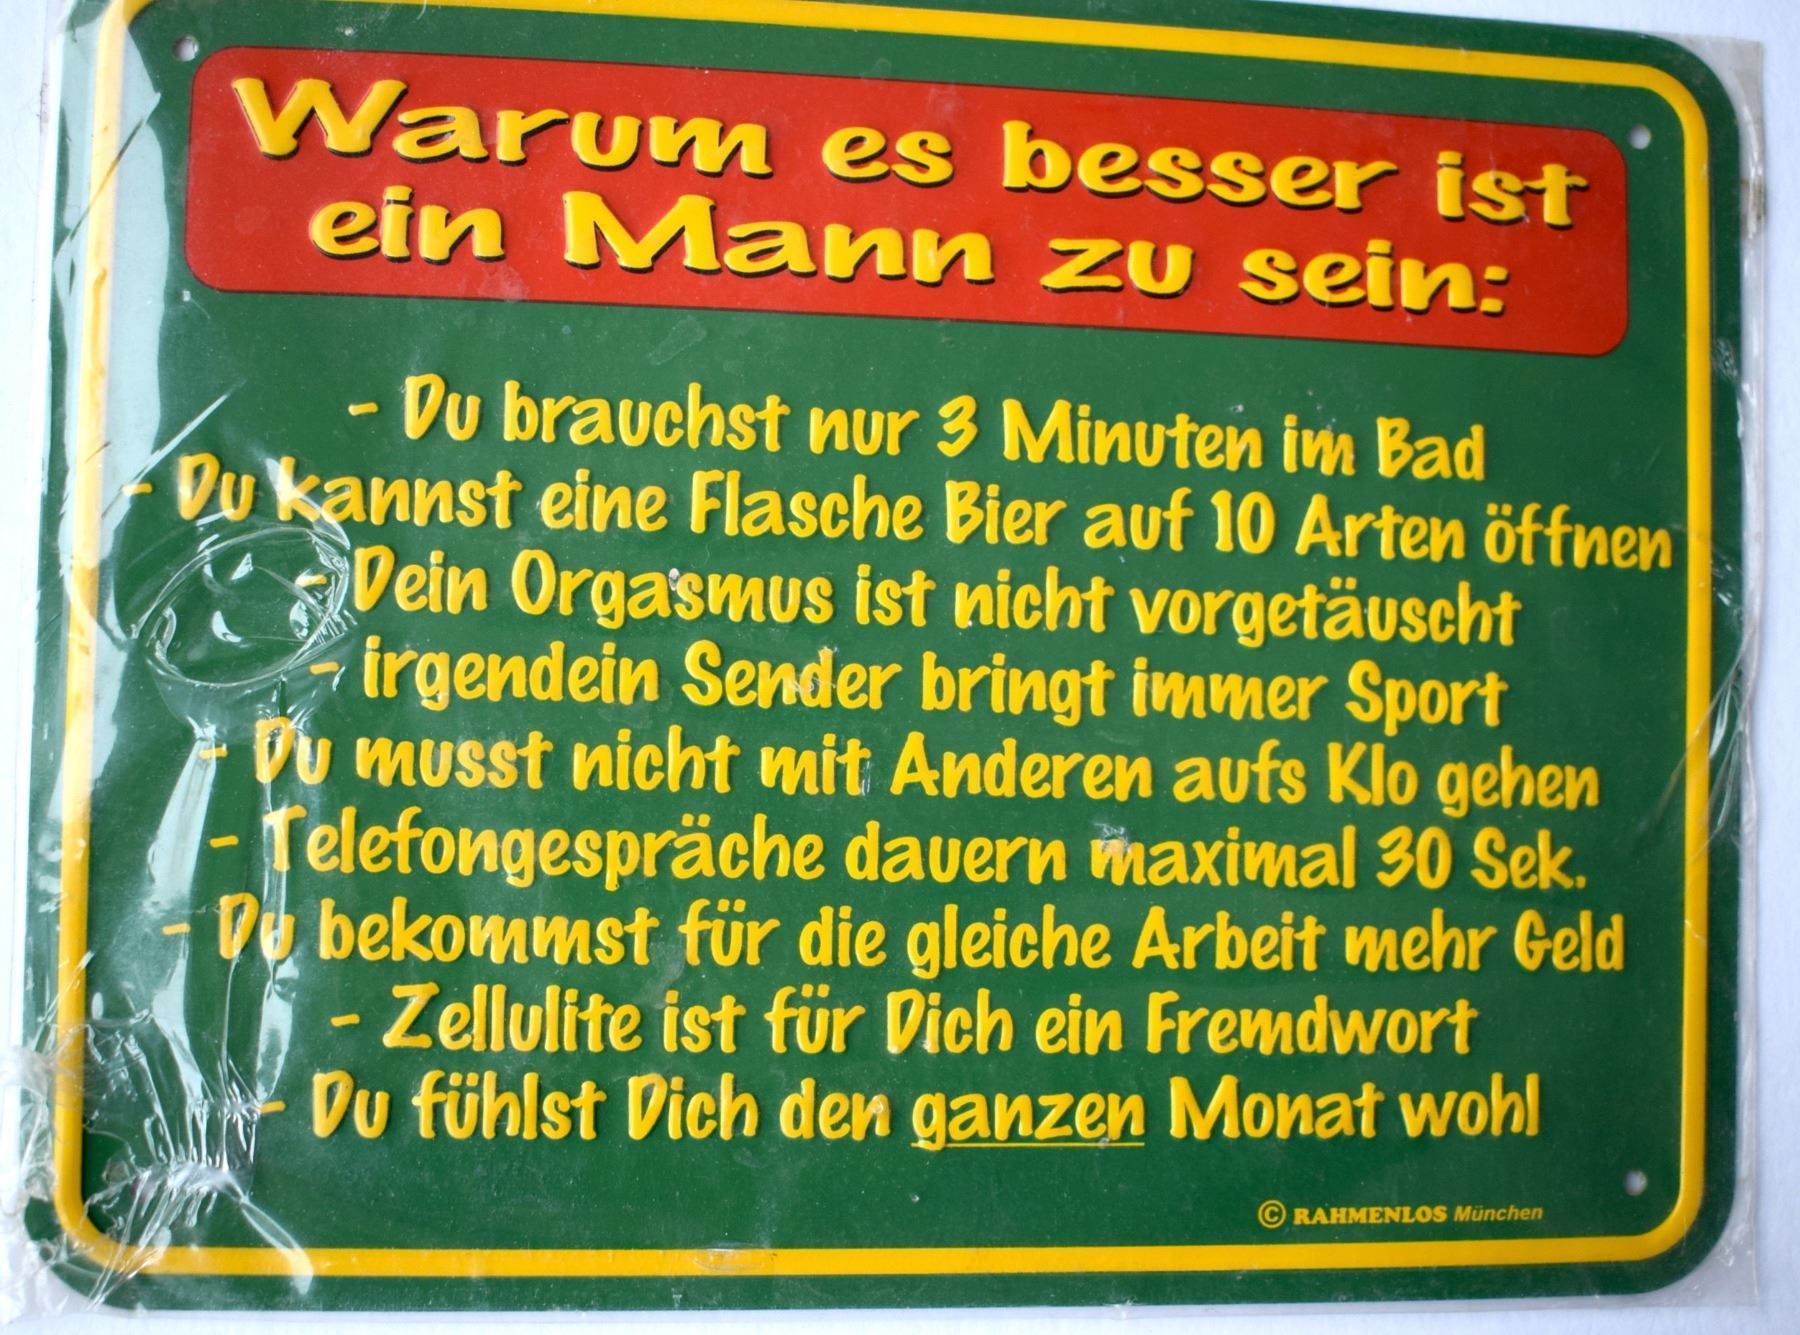 Warum es besser ist
ein Mann zu sein:
- Du brauchst nur 3 Minuten im Bad
- Du kannst eine Flasche Bier auf 10 Arten öffnen
- Dein Orgasmus ist nicht vorgetäuscht
- irgendein Sender bringt immer Sport
- Du musst nicht mit Anderen aufs Klo gehen
- Telefongespräche dauern maximal 30 Sek.
- Du bekommst für die gleiche Arbeit mehr Geld
- Zellulite ist für Dich ein Fremdwort
- Du fühlst Dich den ganzen Monat wohl
© RAHMENLOS München